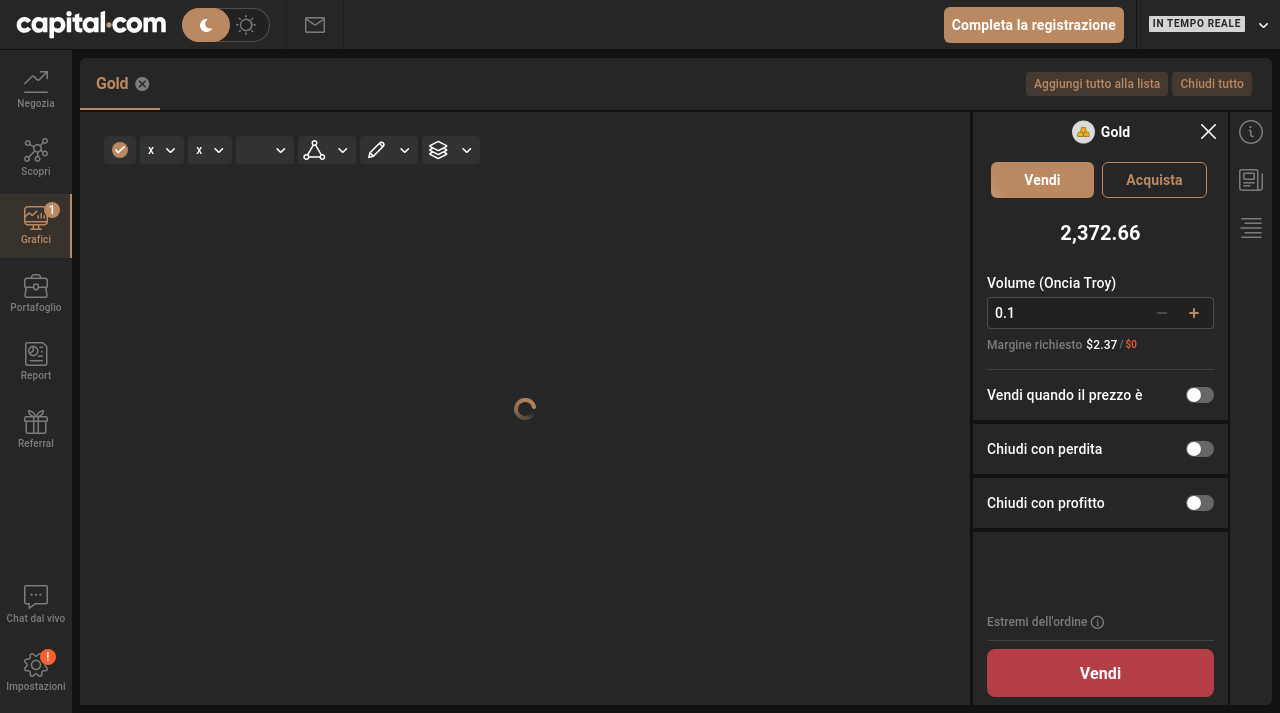 capital.com
Completa la registrazione
IN TEMPO REALE
Negozia
Scopri
1
Grafici
Portafoglio
Report
Referral
Chat dal vivo
!
Impostazioni
Gold
Aggiungi tutto alla lista
Chiudi tutto
x
x
Gold
Vendi
Acquista
2,372.66
Volume (Oncia Troy)
0.1
Margine richiesto $2.37 / $0
Vendi quando il prezzo è
Chiudi con perdita
Chiudi con profitto
Estremi dell'ordine
Vendi